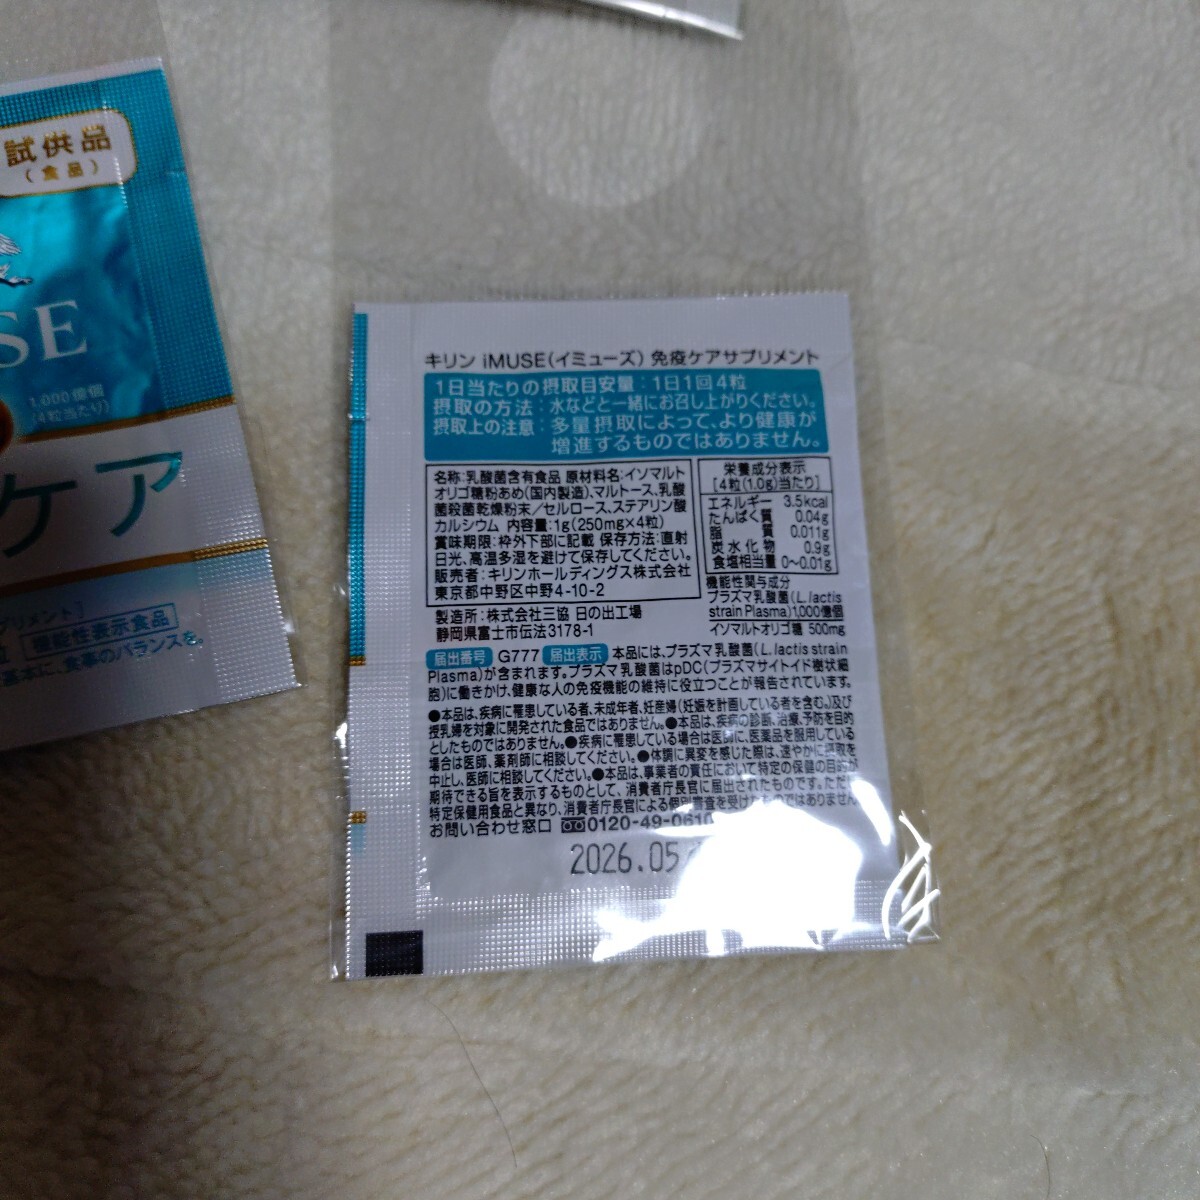 試供品
(食品)
SE
1,000億個
(4粒当たり)
ケア
機能性表示食品
基本に、食事のバランスを。
キリン iMUSE(イミューズ) 免疫ケアサプリメント
1日当たりの摂取目安量：1日1回4粒
摂取の方法：水などと一緒にお召し上がりください。
摂取上の注意：多量摂取によって、より健康が
増進するものではありません。
名称:乳酸菌含有食品 原材料名:イソマルト
オリゴ糖粉あめ(国内製造)、マルトース、乳酸
菌殺菌乾燥粉末／セルロース、ステアリン酸
カルシウム 内容量:1g(250mg×4粒)
賞味期限:枠外下部に記載 保存方法:直射
日光、高温多湿を避けて保存してください。
販売者:キリンホールディングス株式会社
東京都中野区中野4-10-2
製造所:株式会社三協 日の出工場
静岡県富士市伝法3178-1
栄養成分表示
[4粒(1.0g)当たり]
エネルギー 3.5kcal
たんぱく質 0.04g
脂質 0.011g
炭水化物 0.9g
食塩相当量 0〜0.01g
機能性関与成分
プラズマ乳酸菌(L.lactis
strain Plasma)1,000億個
イソマルトオリゴ糖 500mg
届出番号 G777 届出表示 本品には、プラズマ乳酸菌(L.lactis strain
Plasma)が含まれます。プラズマ乳酸菌はpDC(プラズマサイトイド樹状細
胞)に働きかけ、健康な人の免疫機能の維持に役立つことが報告されています。
●本品は、疾病に罹患している者、未成年者、妊産婦(妊娠を計画している者を含む。)及び
授乳婦を対象に開発された食品ではありません。●本品は、疾病の診断、治療、予防を目的
としたものではありません。●疾病に罹患している場合は医師に、医薬品を服用している
場合は医師、薬剤師に相談してください。●体調に異変を感じた際は、速やかに摂取を
中止し、医師に相談してください。●本品は、事業者の責任において特定の保健の目的が
期待できる旨を表示するものとして、消費者庁長官に届出されたものです。ただし、
特定保健用食品と異なり、消費者庁長官による個別審査を受けたものではありません
お問い合わせ窓口 0120-49-0610
2026.05